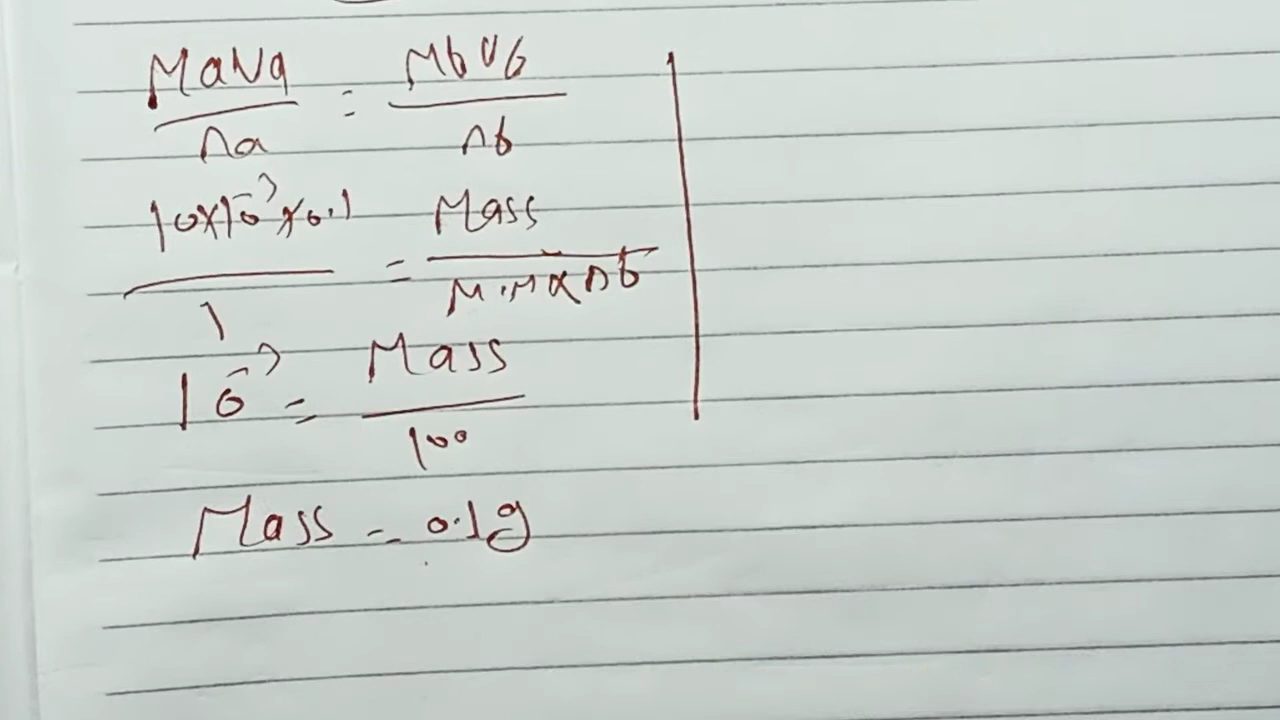 MaVa/na = MbVb/nb
10×10⁻³×0.1/1 = Mass/M.M×nb
10⁻³ = Mass/100
Mass = 0.1g